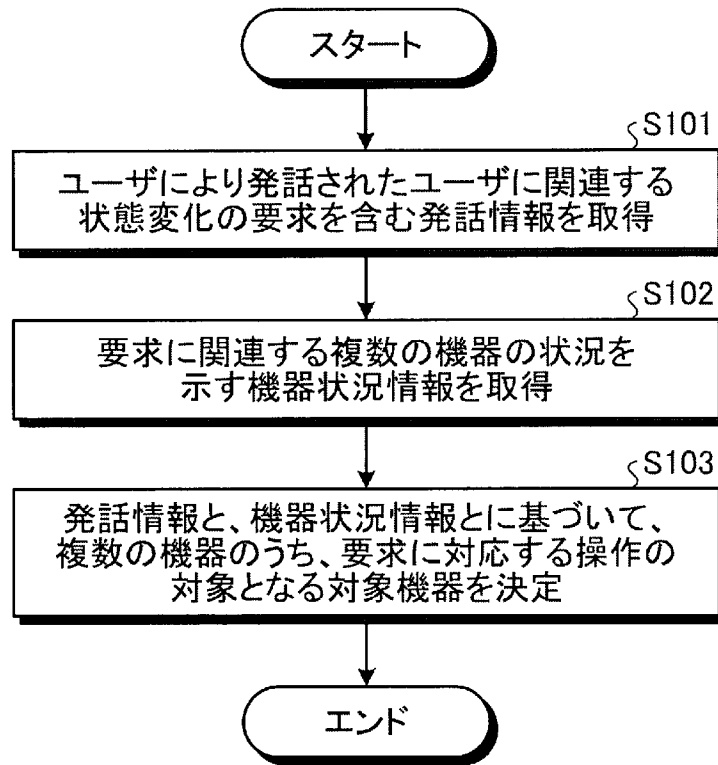 スタート
S101
ユーザにより発話されたユーザに関連する
状態変化の要求を含む発話情報を取得
S102
要求に関連する複数の機器の状況を
示す機器状況情報を取得
S103
発話情報と、機器状況情報とに基づいて、
複数の機器のうち、要求に対応する操作の
対象となる対象機器を決定
エンド